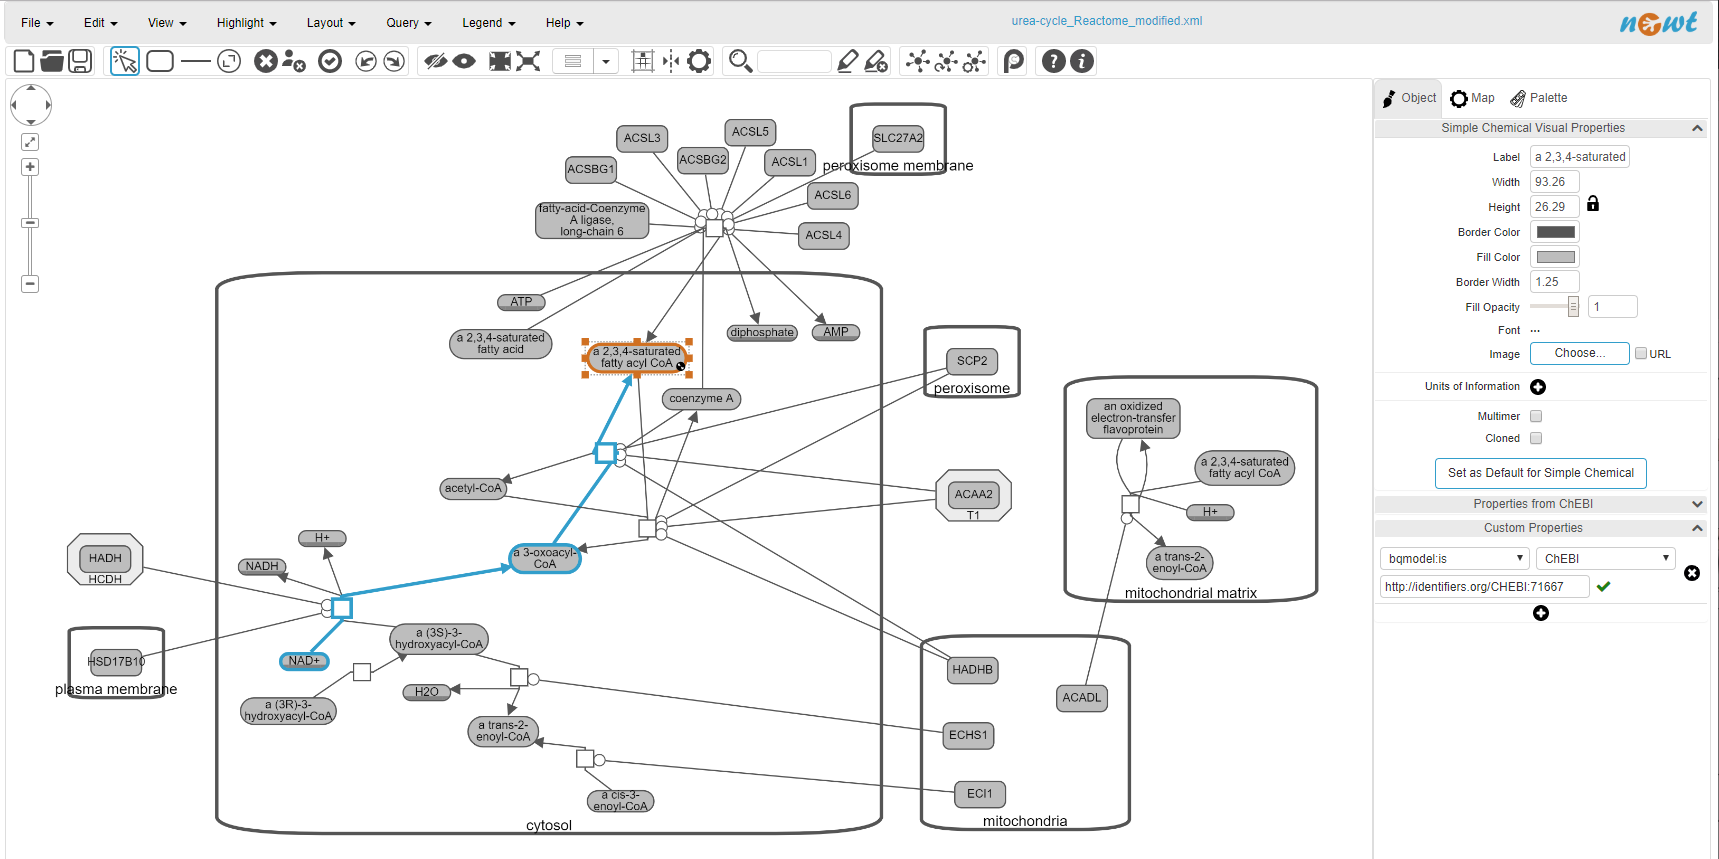 File Edit View Highlight Layout Query Legend Help
urea-cycle_Reactome_modified.xml
newt
Object Map Palette
Simple Chemical Visual Properties
Label a 2,3,4-saturated
Width 93.26
Height 26.29
Border Color
Fill Color
Border Width 1.25
Fill Opacity 1
Font ...
Image Choose... URL
Units of Information
Multimer
Cloned
Set as Default for Simple Chemical
Properties from ChEBI
Custom Properties
bqmodel:is ChEBI
http://identifiers.org/CHEBI:71667
ACSL3
ACSL5
ACSBG1
ACSBG2
ACSL1
SLC27A2
peroxisome membrane
ACSL6
fatty-acid-Coenzyme
A ligase,
long-chain 6
ACSL4
ATP
a 2,3,4-saturated
fatty acid
diphosphate
AMP
a 2,3,4-saturated
fatty acyl CoA
coenzyme A
SCP2
peroxisome
an oxidized
electron-transfer
flavoprotein
a 2,3,4-saturated
fatty acyl CoA
H+
a trans-2-
enoyl-CoA
mitochondrial matrix
acetyl-CoA
ACAA2
T1
H+
NADH
HADH
HCDH
a 3-oxoacyl-
CoA
HSD17B10
plasma membrane
NAD+
a (3S)-3-
hydroxyacyl-CoA
a (3R)-3-
hydroxyacyl-CoA
H2O
a trans-2-
enoyl-CoA
a cis-3-
enoyl-CoA
cytosol
HADHB
ACADL
ECHS1
ECI1
mitochondria